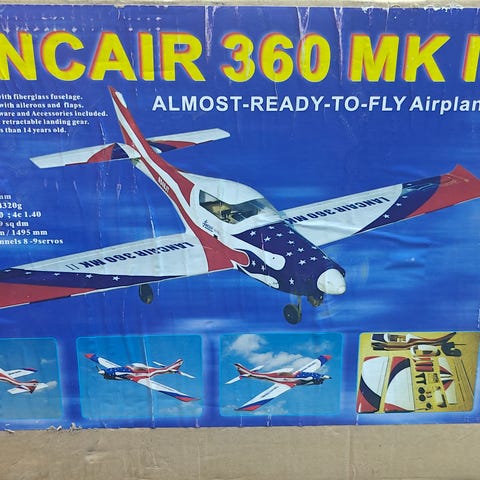 NCAIR 360 MK I
ALMOST-READY-TO-FLY Airplan
with fiberglass fuselage.
with ailerons and flaps.
ware and Accessories included.
retractable landing gear.
s than 14 years old.
mm
320g
; 4c 1.40
9 sq dm
m / 1495 mm
nnels 8 -9servos
LANCAIR 360 MK II
LANCAIR 360 MK